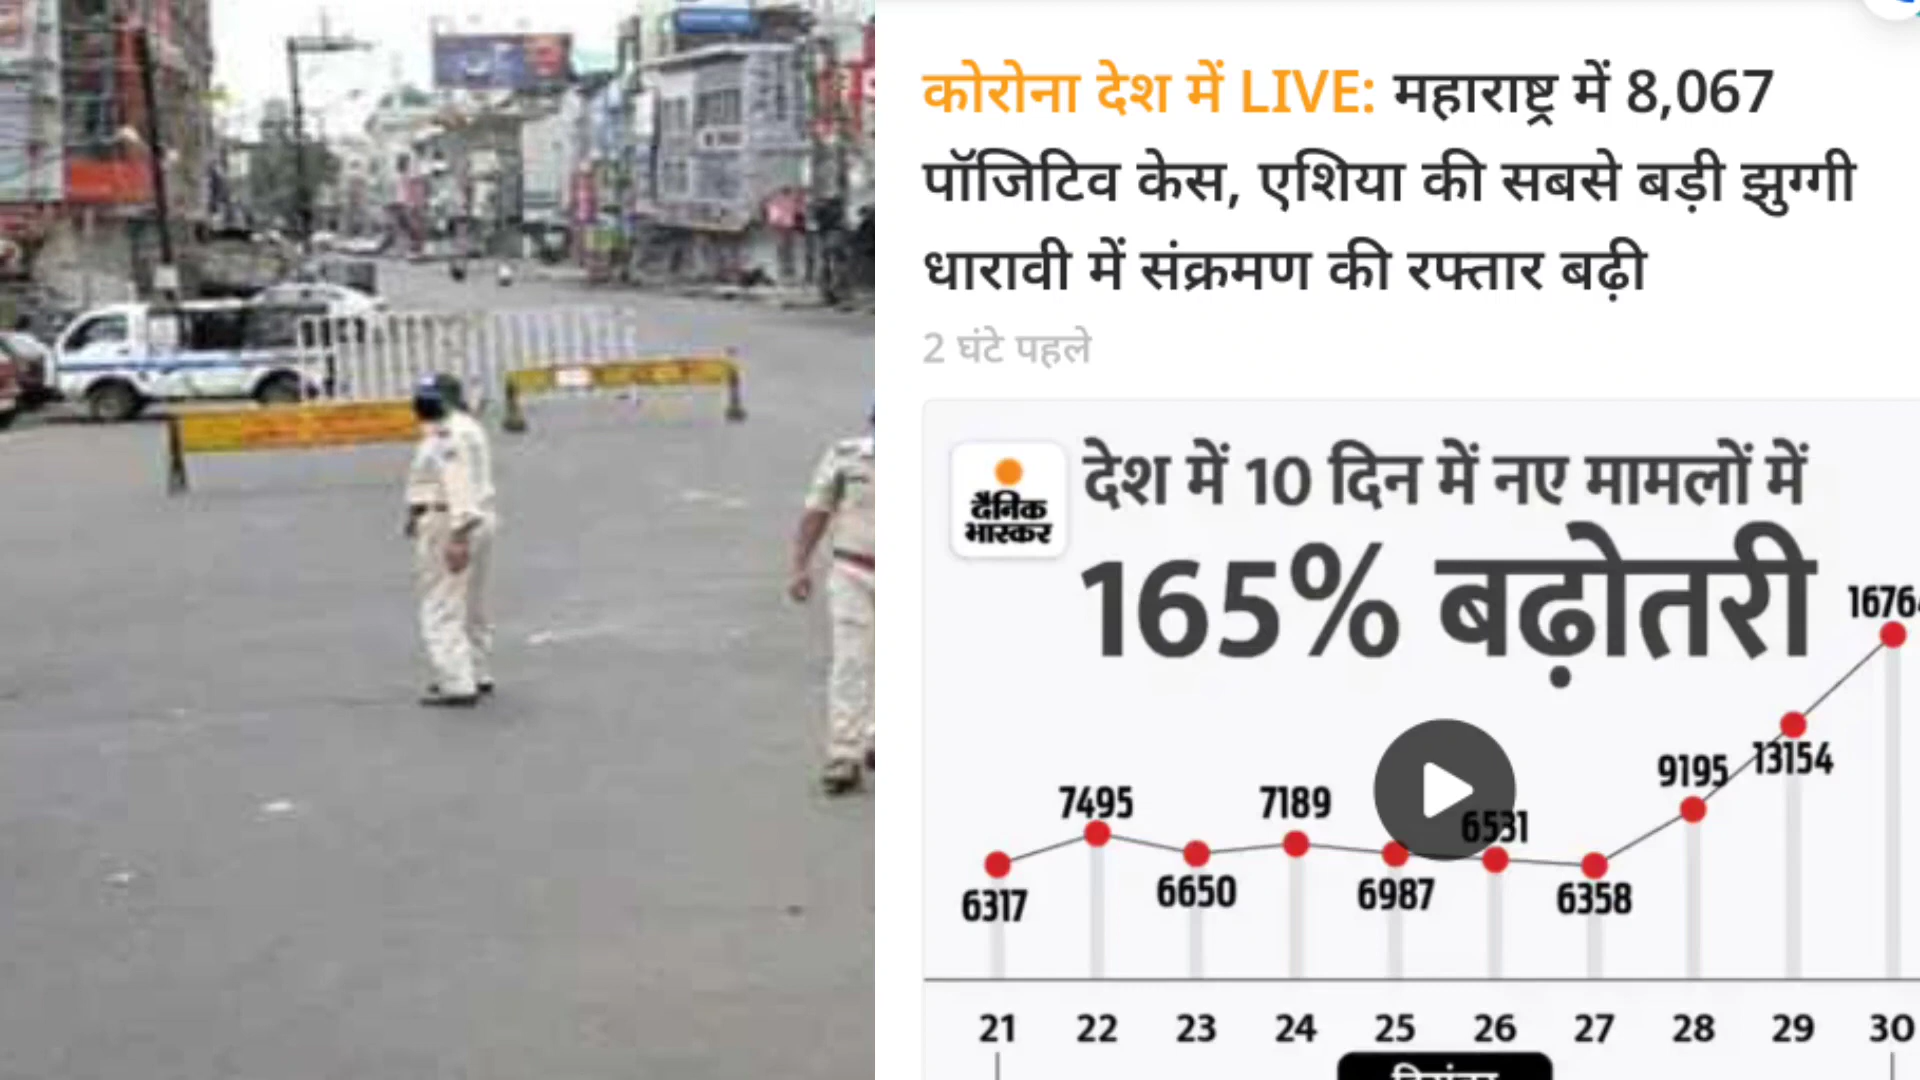 कोरोना देश में LIVE: महाराष्ट्र में 8,067
पॉजिटिव केस, एशिया की सबसे बड़ी झुग्गी
धारावी में संक्रमण की रफ्तार बढ़ी
2 घंटे पहले
दैनिक
भास्कर
देश में 10 दिन में नए मामलों में
165% बढ़ोतरी
16764
9195
13154
7495
7189
6531
6317
6650
6987
6358
21 22 23 24 25 26 27 28 29 30